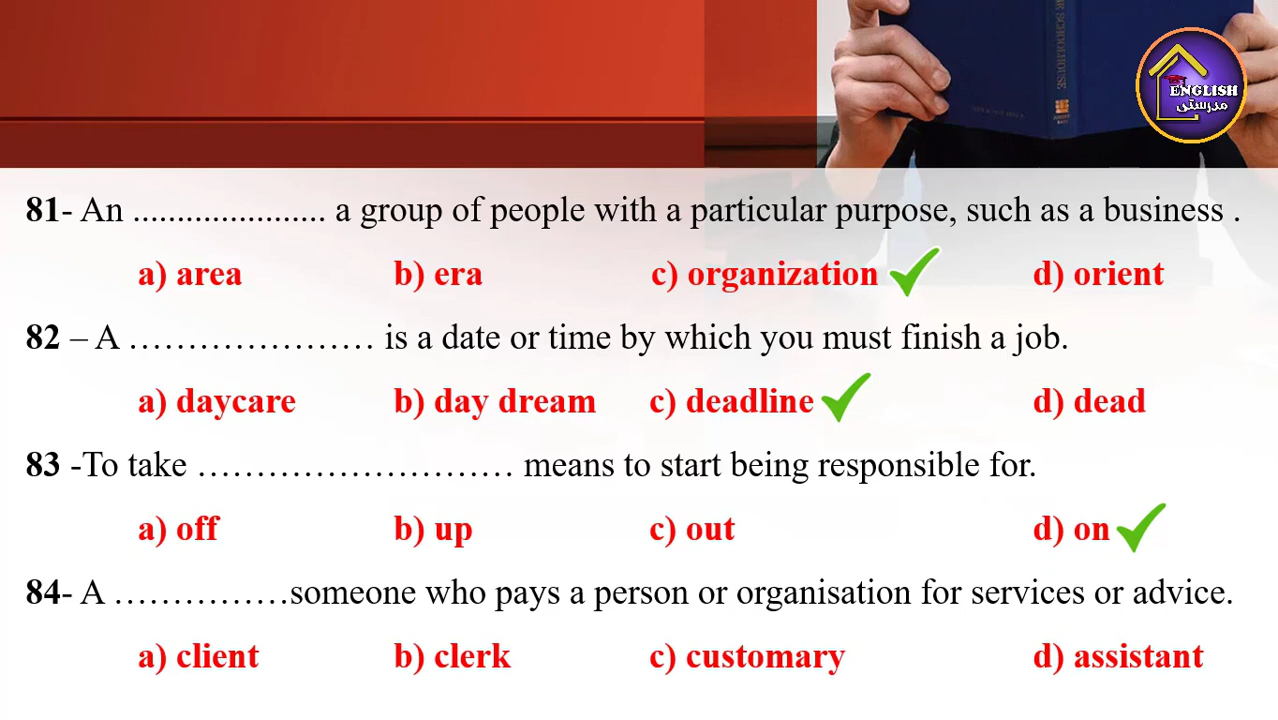 ENGLISH
مدرستي
81- An ...................... a group of people with a particular purpose, such as a business .
a) area b) era c) organization d) orient
82 – A ………………… is a date or time by which you must finish a job.
a) daycare b) day dream c) deadline d) dead
83 -To take ……………………… means to start being responsible for.
a) off b) up c) out d) on
84- A ……………someone who pays a person or organisation for services or advice.
a) client b) clerk c) customary d) assistant